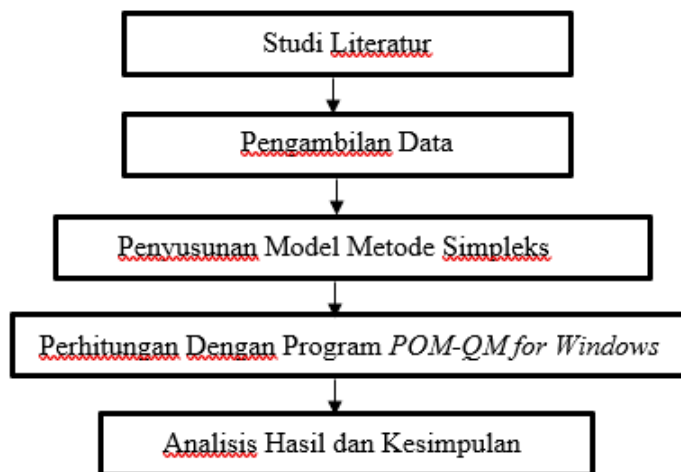 Studi Literatur
Pengambilan Data
Penyusunan Model Metode Simpleks
Perhitungan Dengan Program POM-QM for Windows
Analisis Hasil dan Kesimpulan